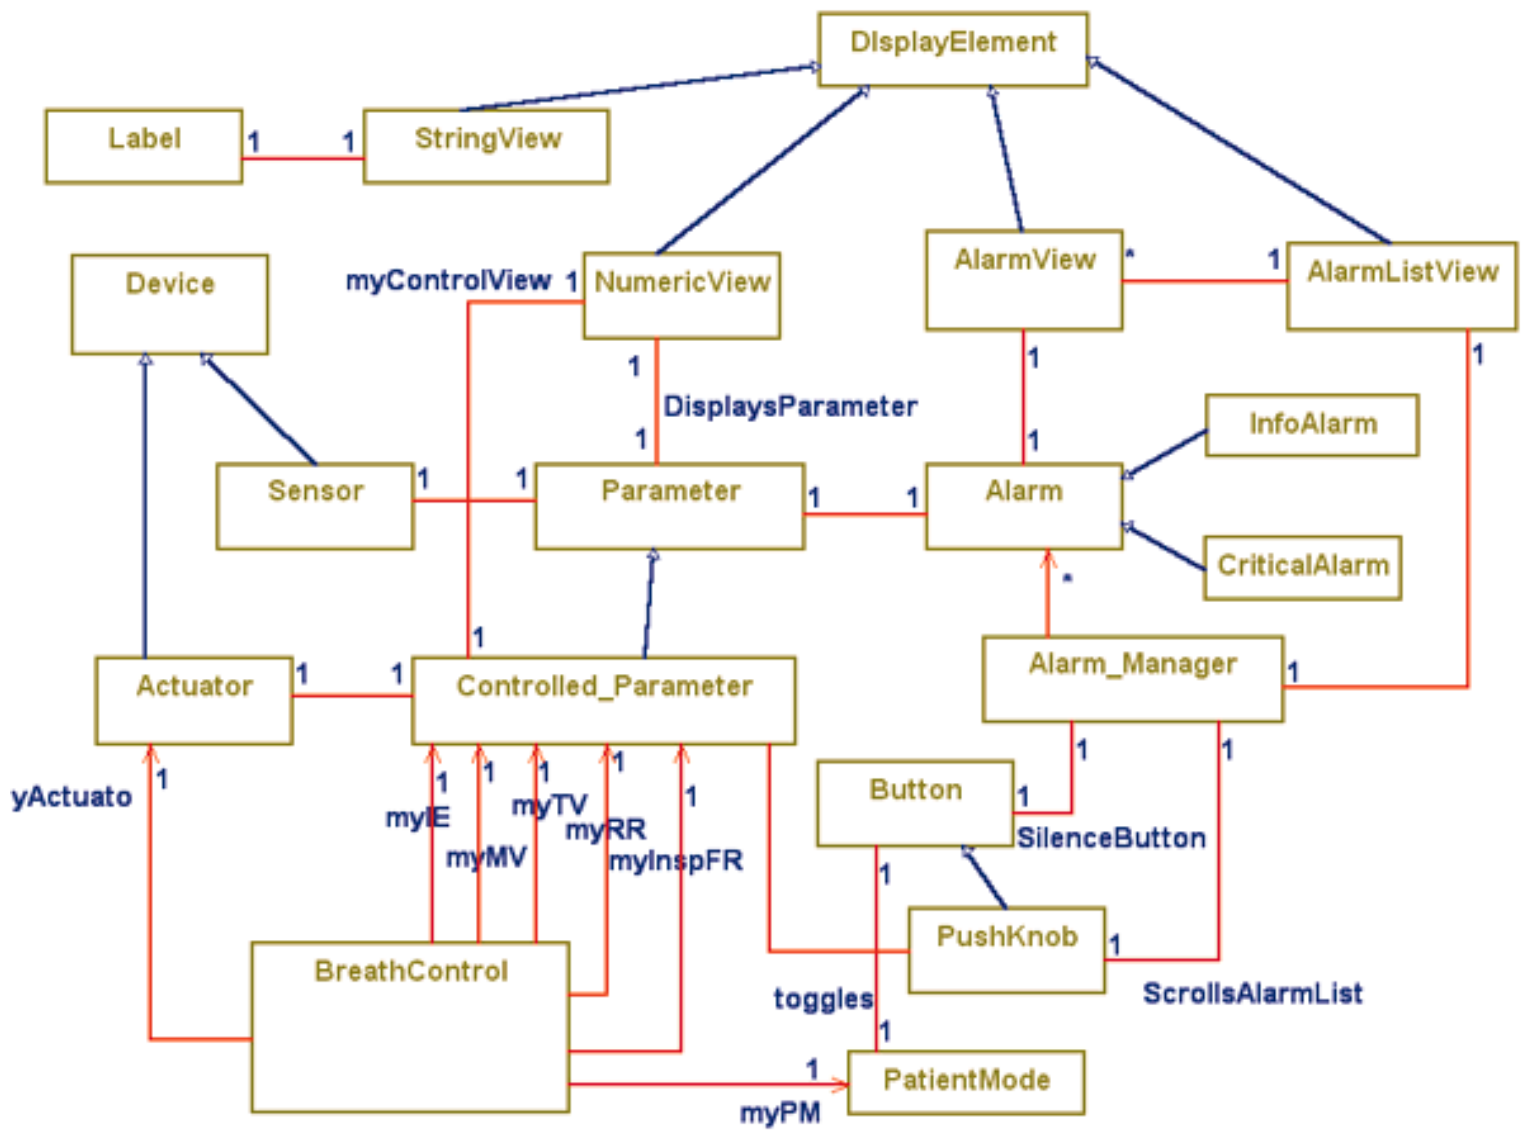 DIsplayElement
Label
1
1
StringView
Device
myControlView
1
NumericView
AlarmView
*
1
AlarmListView
1
DisplaysParameter
1
1
1
1
InfoAlarm
Sensor
1
1
Parameter
1
1
Alarm
CriticalAlarm
*
1
Actuator
1
1
Controlled_Parameter
Alarm_Manager
1
yActuato
1
1
1
1
1
1
myIE
myMV
myTV
myRR
myInspFR
Button
1
1
1
SilenceButton
1
BreathControl
PushKnob
1
ScrollsAlarmList
toggles
1
1
myPM
PatientMode